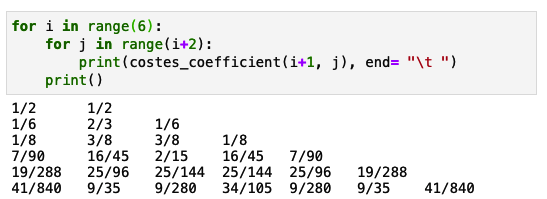 for i in range(6):
    for j in range(i+2):
        print(costes_coefficient(i+1, j), end= "\t ")
    print()
1/2 1/2
1/6 2/3 1/6
1/8 3/8 3/8 1/8
7/90 16/45 2/15 16/45 7/90
19/288 25/96 25/144 25/144 25/96 19/288
41/840 9/35 9/280 34/105 9/280 9/35 41/840